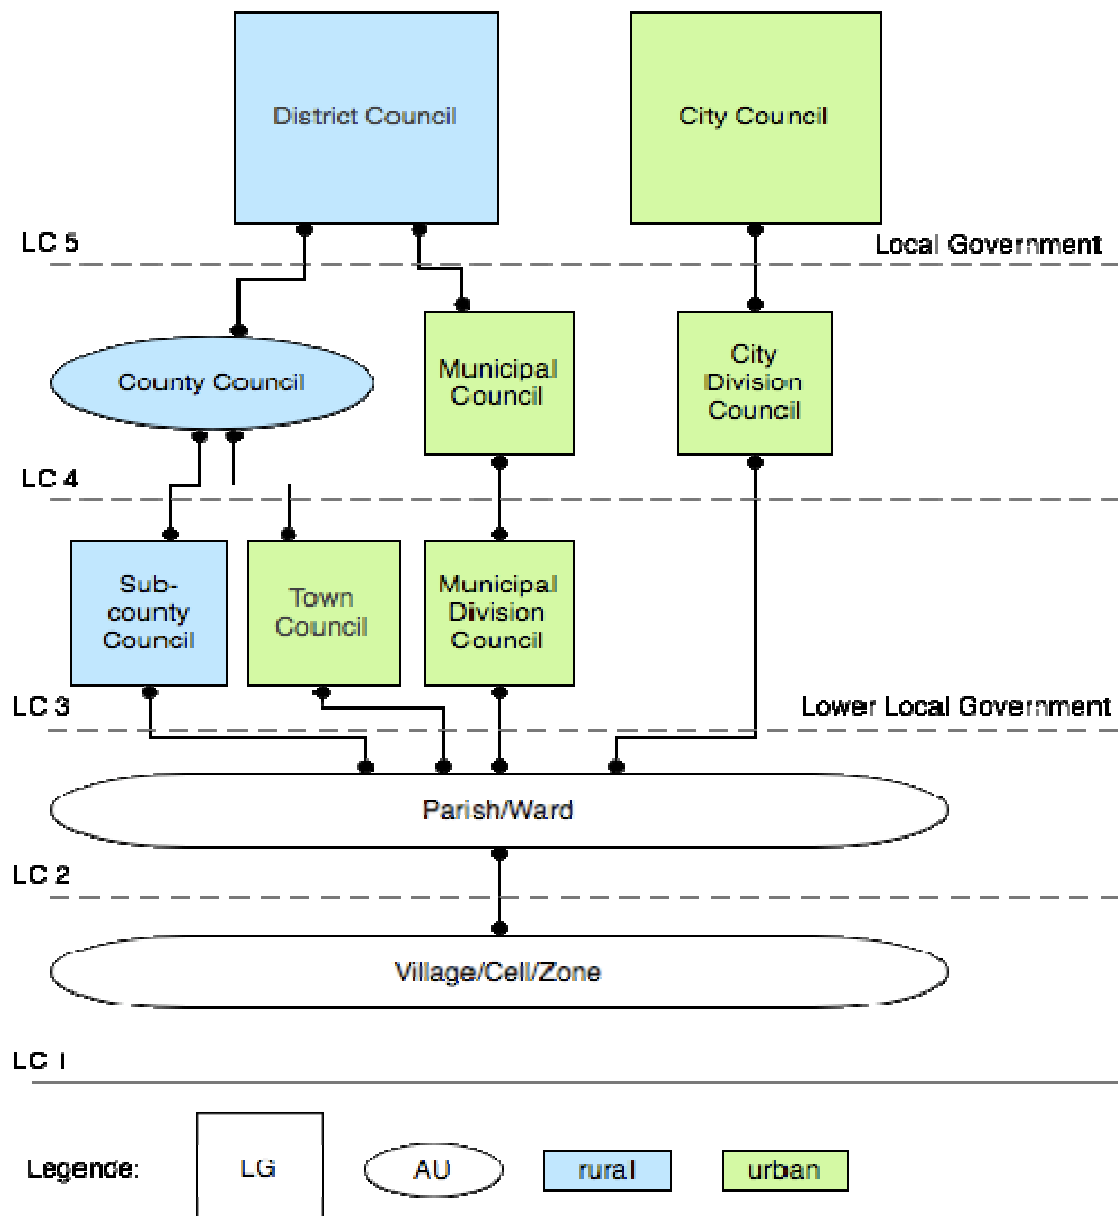 District Council
City Council
LC 5
Local Government
County Council
Municipal
Council
City
Division
Council
LC 4
Sub-
county
Council
Town
Council
Municipal
Division
Council
LC 3
Lower Local Government
Parish/Ward
LC 2
Village/Cell/Zone
LC 1
Legende:
LG
AU
rural
urban